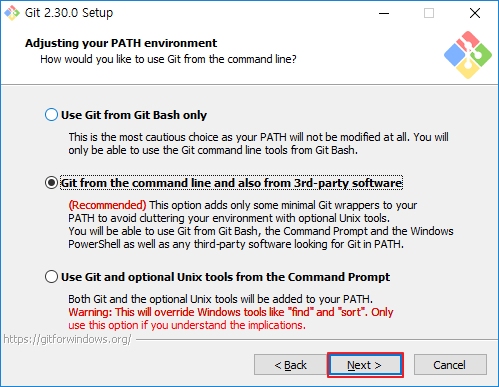 Git 2.30.0 Setup
Adjusting your PATH environment
How would you like to use Git from the command line?
Use Git from Git Bash only
This is the most cautious choice as your PATH will not be modified at all. You will
only be able to use the Git command line tools from Git Bash.
Git from the command line and also from 3rd-party software
(Recommended) This option adds only some minimal Git wrappers to your
PATH to avoid cluttering your environment with optional Unix tools.
You will be able to use Git from Git Bash, the Command Prompt and the Windows
PowerShell as well as any third-party software looking for Git in PATH.
Use Git and optional Unix tools from the Command Prompt
Both Git and the optional Unix tools will be added to your PATH.
Warning: This will override Windows tools like "find" and "sort". Only
use this option if you understand the implications.
https://gitforwindows.org/
< Back
Next >
Cancel